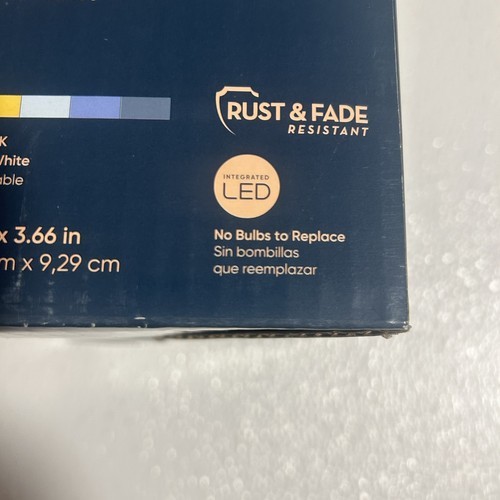 K
White
able
x 3.66 in
m x 9,29 cm
RUST & FADE
RESISTANT
INTEGRATED
LED
No Bulbs to Replace
Sin bombillas
que reemplazar